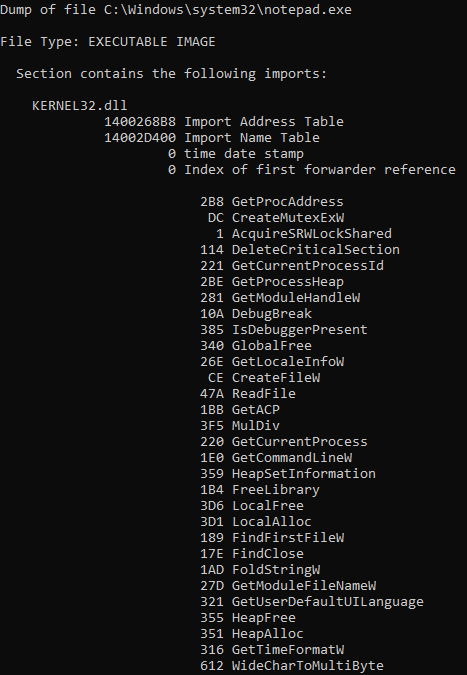 Dump of file C:\Windows\system32\notepad.exe
File Type: EXECUTABLE IMAGE
Section contains the following imports:
KERNEL32.dll
1400268B8 Import Address Table
14002D400 Import Name Table
0 time date stamp
0 Index of first forwarder reference
2B8 GetProcAddress
DC CreateMutexExW
1 AcquireSRWLockShared
114 DeleteCriticalSection
221 GetCurrentProcessId
2BE GetProcessHeap
281 GetModuleHandleW
10A DebugBreak
385 IsDebuggerPresent
340 GlobalFree
26E GetLocaleInfoW
CE CreateFileW
47A ReadFile
1BB GetACP
3F5 MulDiv
220 GetCurrentProcess
1E0 GetCommandLineW
359 HeapSetInformation
1B4 FreeLibrary
3D6 LocalFree
3D1 LocalAlloc
189 FindFirstFileW
17E FindClose
1AD FoldStringW
27D GetModuleFileNameW
321 GetUserDefaultUILanguage
355 HeapFree
351 HeapAlloc
316 GetTimeFormatW
612 WideCharToMultiByte